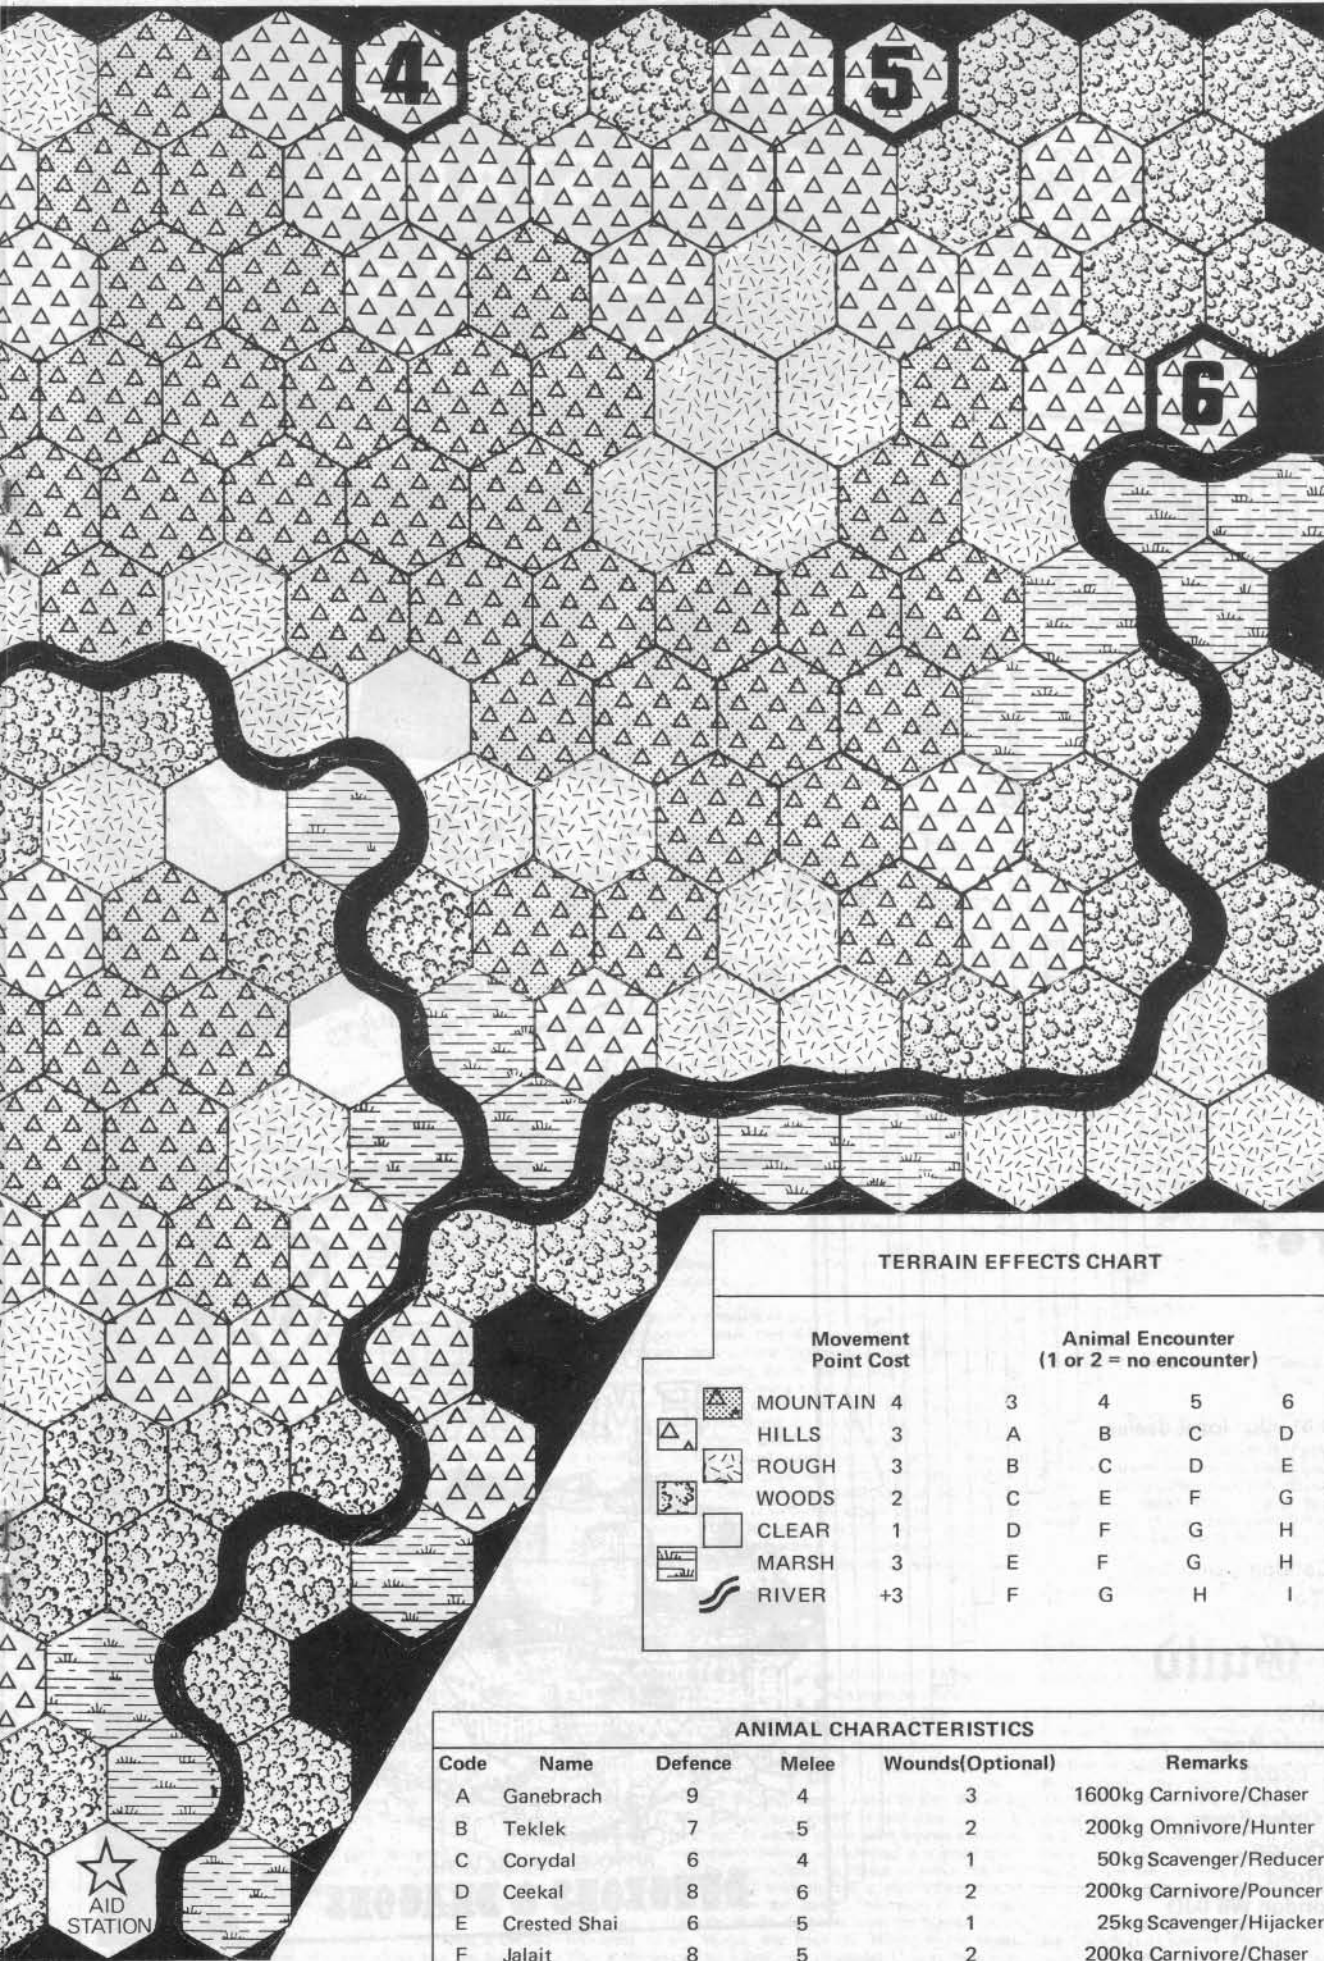 4 5
6
TERRAIN EFFECTS CHART
Movement Point Cost Animal Encounter (1 or 2 = no encounter)
MOUNTAIN 4 3 4 5 6
HILLS 3 A B C D
ROUGH 3 B C D E
WOODS 2 C E F G
CLEAR 1 D F G H
MARSH 3 E F G H
RIVER +3 F G H I
ANIMAL CHARACTERISTICS
Code Name Defence Melee Wounds(Optional) Remarks
A Ganebrach 9 4 3 1600kg Carnivore/Chaser
B Teklek 7 5 2 200kg Omnivore/Hunter
C Corydal 6 4 1 50kg Scavenger/Reducer
D Ceekal 8 6 2 200kg Carnivore/Pouncer
E Crested Shai 6 5 1 25kg Scavenger/Hijacker
F Jalait 8 5 2 200kg Carnivore/Chaser
AID
STATION